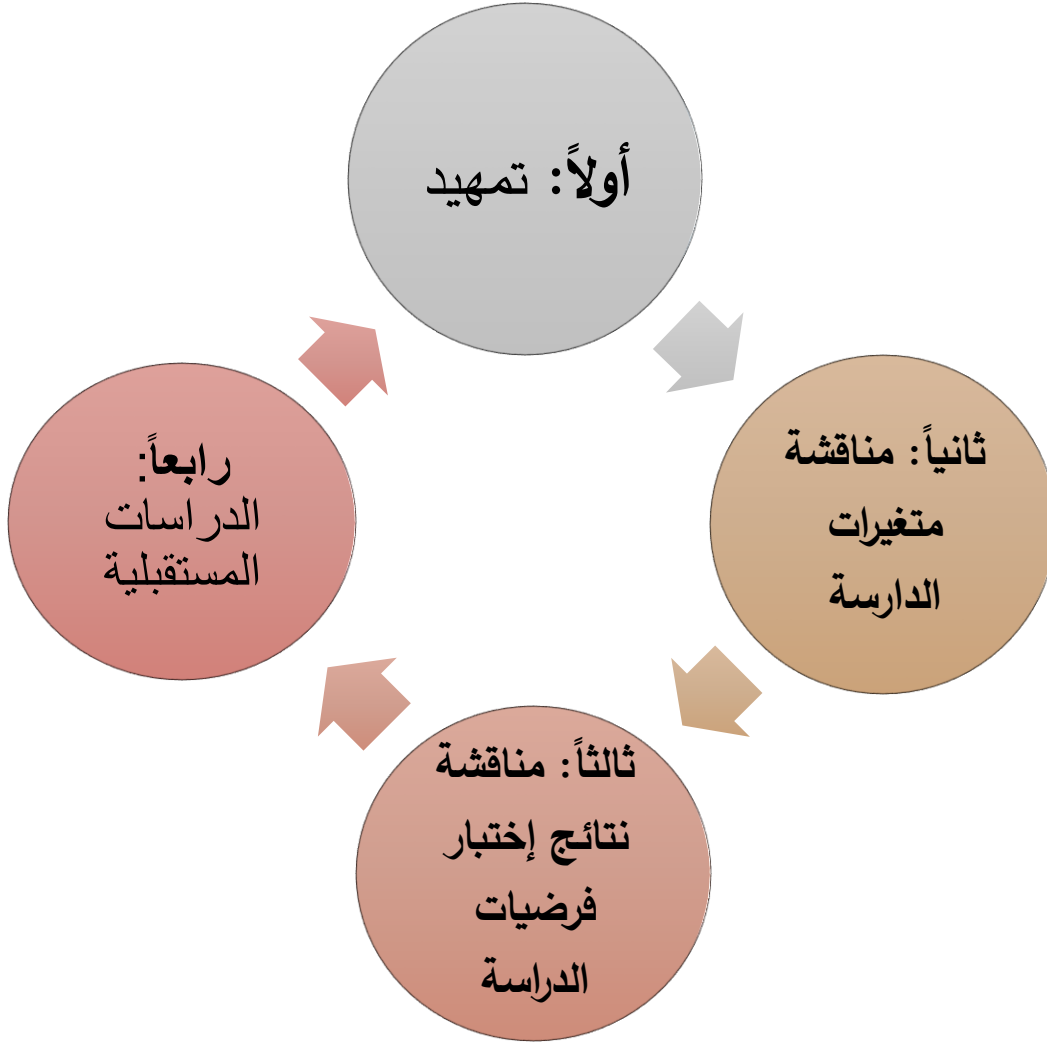 أولاً: تمهيد
ثانياً: مناقشة
متغيرات
الدارسة
ثالثاً: مناقشة
نتائج إختبار
فرضيات
الدراسة
رابعاً:
الدراسات
المستقبلية